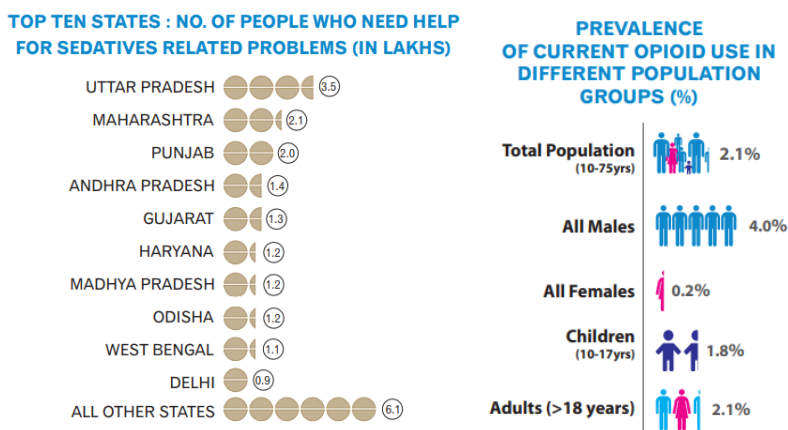 TOP TEN STATES : NO. OF PEOPLE WHO NEED HELP
FOR SEDATIVES RELATED PROBLEMS (IN LAKHS)
UTTAR PRADESH 3.5
MAHARASHTRA 2.1
PUNJAB 2.0
ANDHRA PRADESH 1.4
GUJARAT 1.3
HARYANA 1.2
MADHYA PRADESH 1.2
ODISHA 1.2
WEST BENGAL 1.1
DELHI 0.9
ALL OTHER STATES 6.1
PREVALENCE
OF CURRENT OPIOID USE IN
DIFFERENT POPULATION
GROUPS (%)
Total Population 2.1%
(10-75yrs)
All Males 4.0%
All Females 0.2%
Children
(10-17yrs) 1.8%
Adults (>18 years) 2.1%